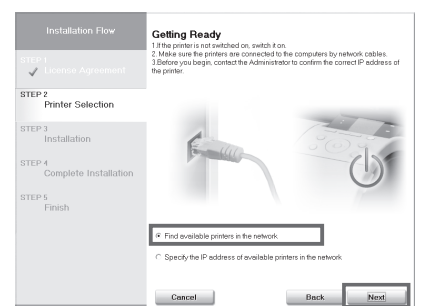 Installation Flow
STEP 1
License Agreement
STEP 2
Printer Selection
STEP 3
Installation
STEP 4
Complete Installation
STEP 5
Finish
Getting Ready
1.If the printer is not switched on, switch it on.
2. Make sure the printers are connected to the computers by network cables.
3.Before you begin, contact the Administrator to confirm the correct IP address of
the printer.
Find available printers in the network
Specify the IP address of available printers in the network
Cancel
Back
Next